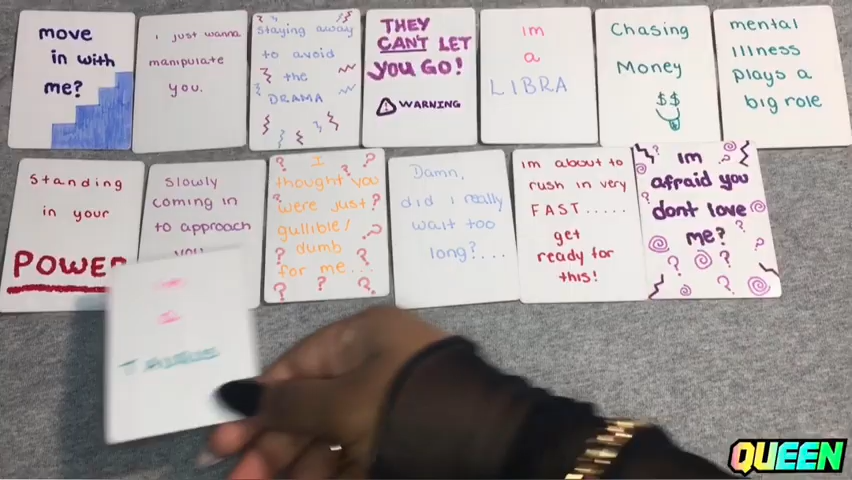 move
in with
me?
I just wanna
manipulate
you.
Staying away
to avoid
the
DRAMA
THEY
CAN'T LET
YOU GO!
WARNING
Im
a
LIBRA
Chasing
Money
$$
mental
illness
plays a
big role
Standing
in your
POWER
Slowly
coming in
to approach
you
I
thought you
were just
gullible/
dumb
for me...
Damn,
did I really
wait too
long?...
Im about to
rush in very
FAST......
get
ready for
this!
Im
afraid you
dont love
me?
TAURUS
QUEEN